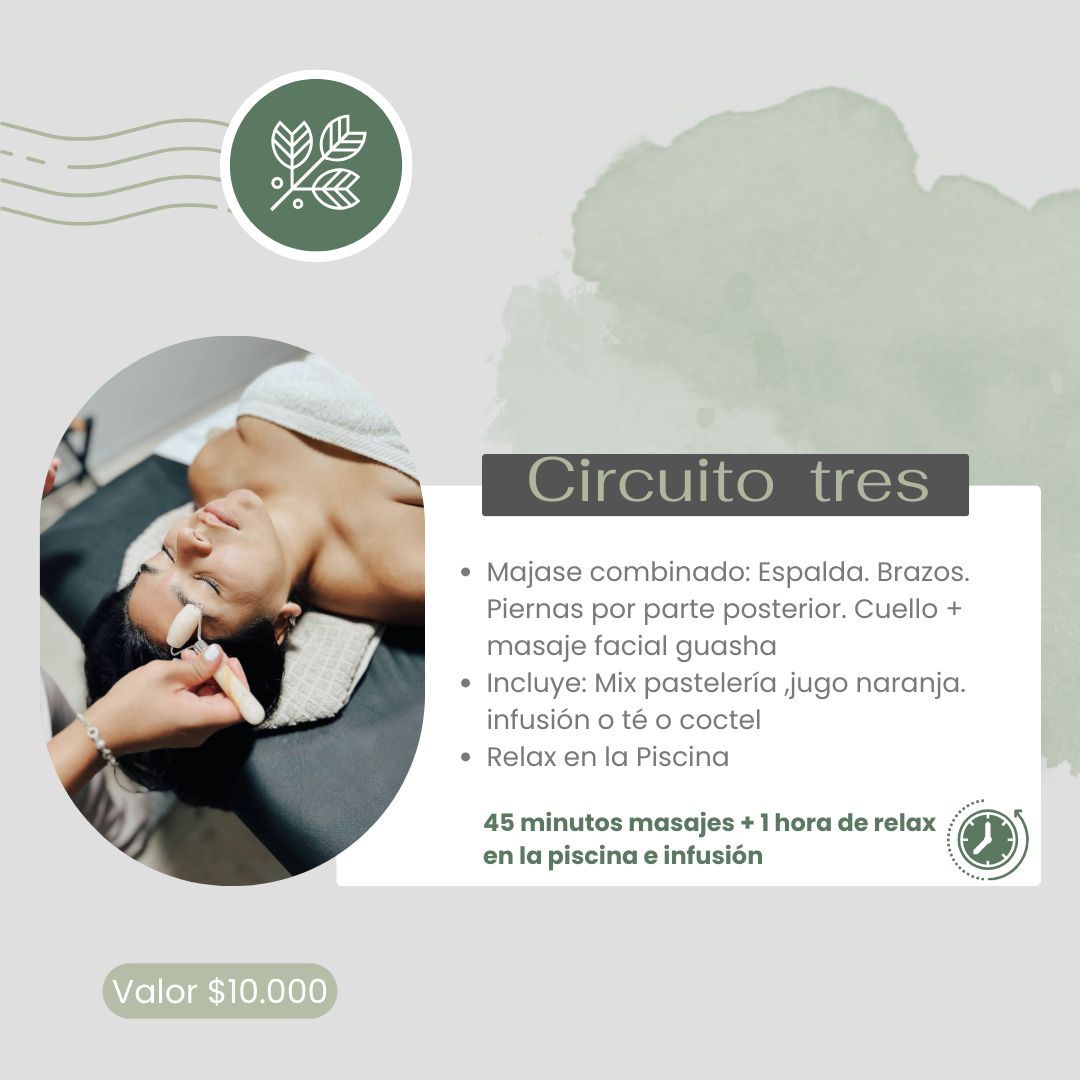 Circuito tres
• Majase combinado: Espalda. Brazos.
Piernas por parte posterior. Cuello +
masaje facial guasha
• Incluye: Mix pastelería ,jugo naranja.
infusión o té o coctel
• Relax en la Piscina
45 minutos masajes + 1 hora de relax
en la piscina e infusión
Valor $10.000